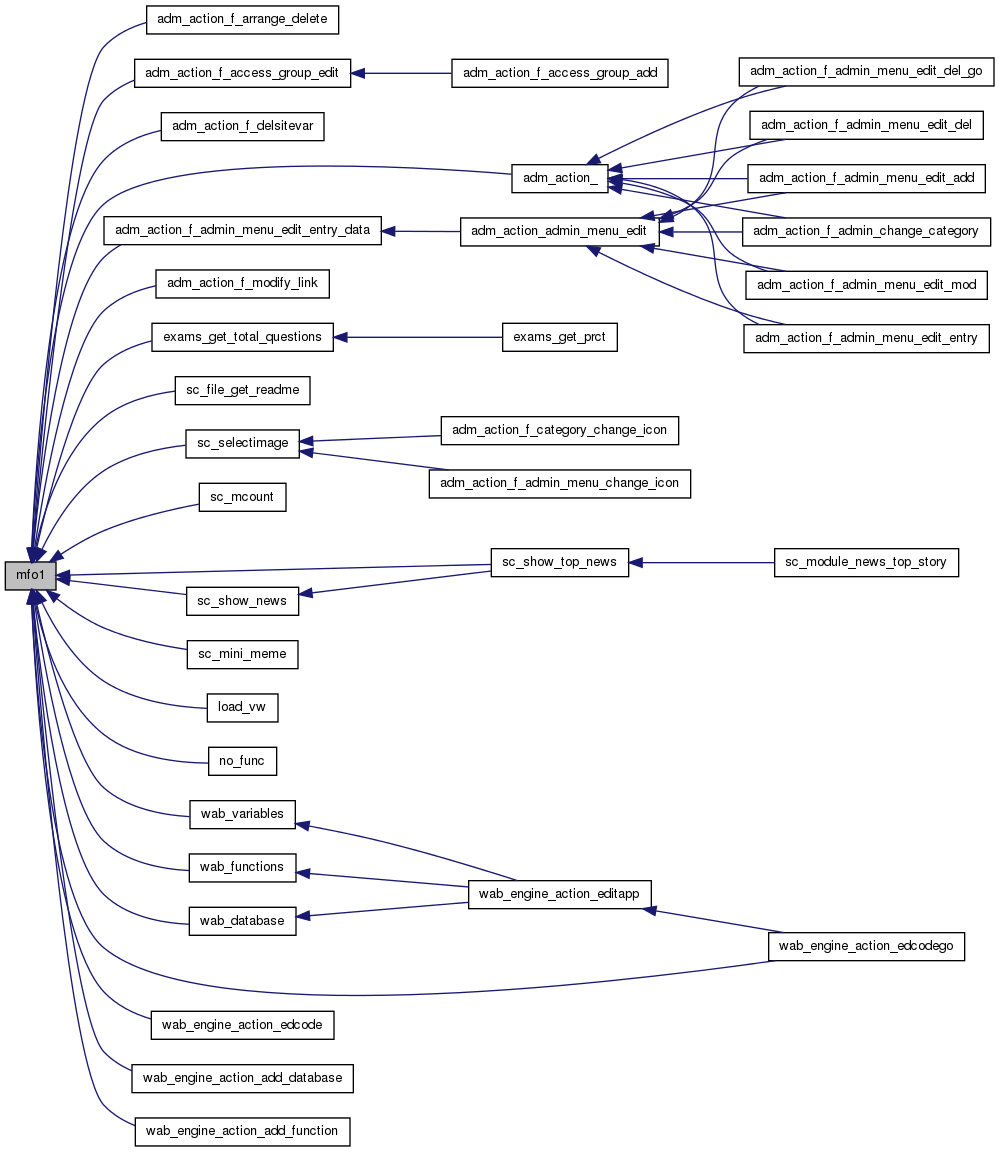 adm_action_f_arrange_delete
adm_action_f_access_group_edit
adm_action_f_access_group_add
adm_action_f_admin_menu_edit_del_go
adm_action_f_delsitevar
adm_action_f_admin_menu_edit_del
adm_action_
adm_action_f_admin_menu_edit_add
adm_action_f_admin_menu_edit_entry_data
adm_action_admin_menu_edit
adm_action_f_admin_change_category
adm_action_f_modify_link
adm_action_f_admin_menu_edit_mod
exams_get_total_questions
exams_get_prct
adm_action_f_admin_menu_edit_entry
sc_file_get_readme
sc_selectimage
adm_action_f_category_change_icon
adm_action_f_admin_menu_change_icon
sc_mcount
mfo1
sc_show_top_news
sc_module_news_top_story
sc_show_news
sc_mini_meme
load_vw
no_func
wab_variables
wab_functions
wab_engine_action_editapp
wab_database
wab_engine_action_edcodego
wab_engine_action_edcode
wab_engine_action_add_database
wab_engine_action_add_function